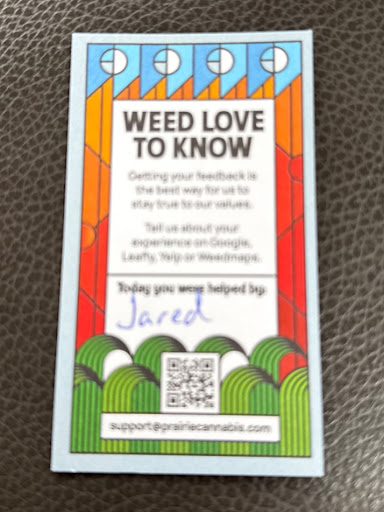 WEED LOVE
TO KNOW
Getting your feedback is
the best way for us to
stay true to our values.
Tell us about your
experience on Google,
Leafly, Yelp or Weedmaps.
Today you were helped by:
Jared
support@prairiecannabis.com